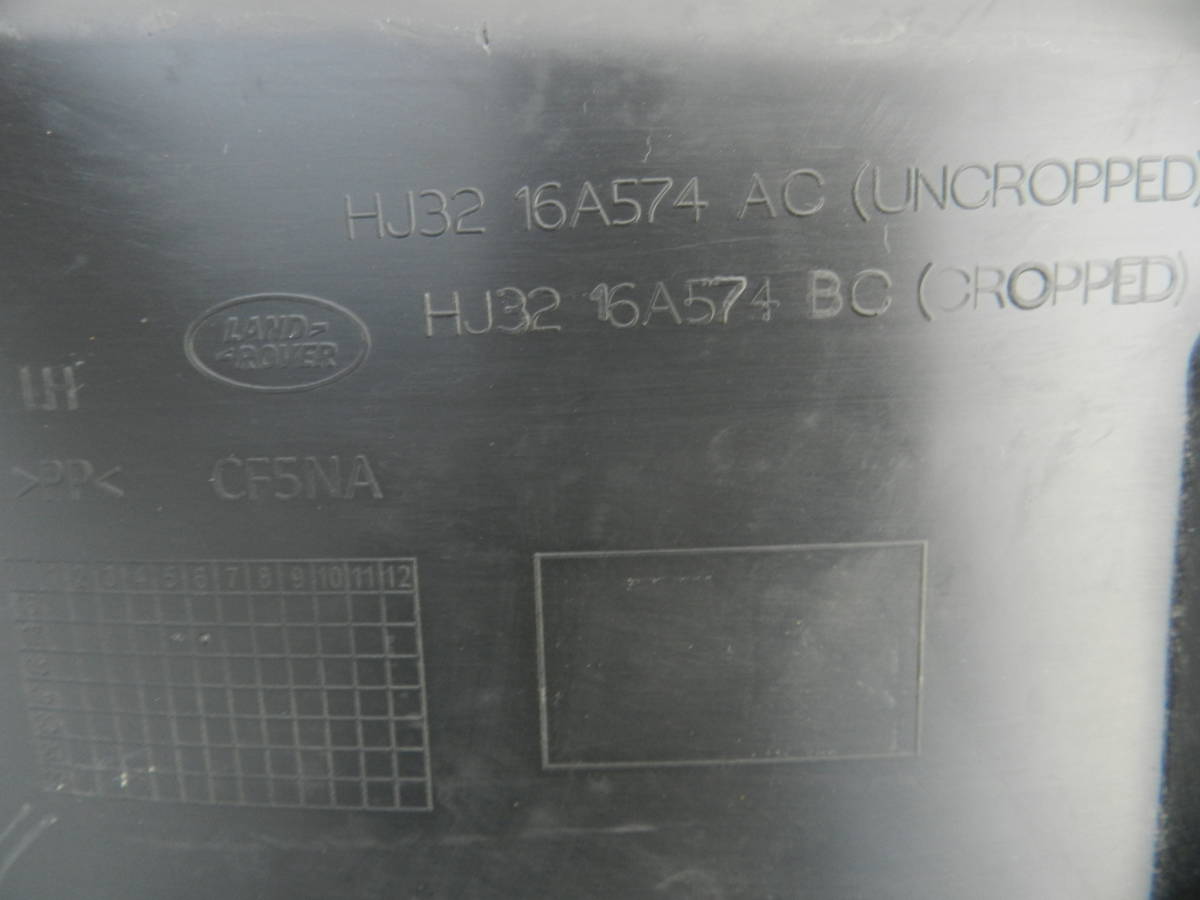 HJ32 16A574 AC (UNCROPPED)
HJ32 16A574 BC (CROPPED)
LAND-
-ROVER
LH
>PP< CF5NA
2 3 4 5 6 7 8 9 10 11 12